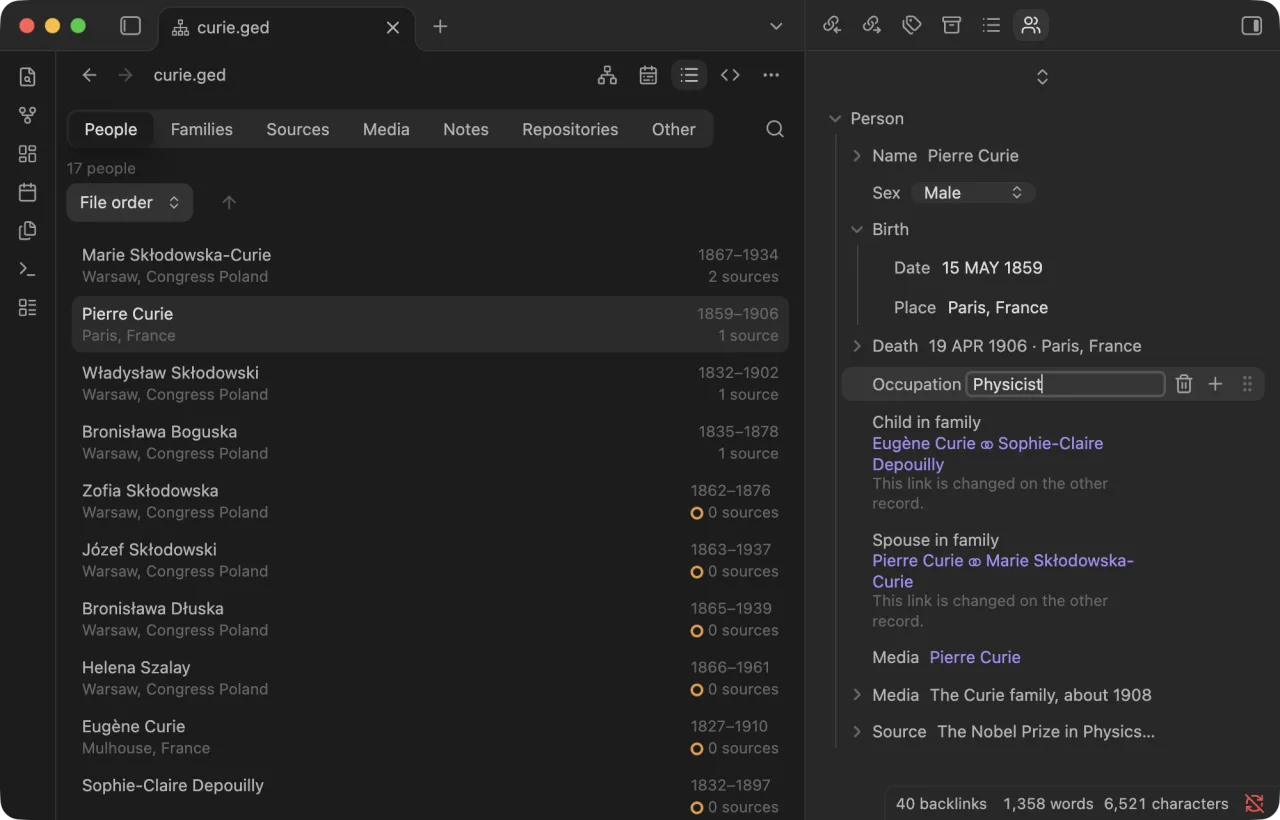 curie.ged
curie.ged
People Families Sources Media Notes Repositories Other
17 people
File order
Marie Skłodowska-Curie 1867–1934
Warsaw, Congress Poland 2 sources
Pierre Curie 1859–1906
Paris, France 1 source
Władysław Skłodowski 1832–1902
Warsaw, Congress Poland 1 source
Bronisława Boguska 1835–1878
Warsaw, Congress Poland 1 source
Zofia Skłodowska 1862–1876
Warsaw, Congress Poland 0 sources
Józef Skłodowski 1863–1937
Warsaw, Congress Poland 0 sources
Bronisława Dłuska 1865–1939
Warsaw, Congress Poland 0 sources
Helena Szalay 1866–1961
Warsaw, Congress Poland 0 sources
Eugène Curie 1827–1910
Mulhouse, France 0 sources
Sophie-Claire Depouilly 1832–1897
0 sources
Person
Name Pierre Curie
Sex Male
Birth
Date 15 MAY 1859
Place Paris, France
Death 19 APR 1906 · Paris, France
Occupation Physicist
Child in family
Eugène Curie ⚭ Sophie-Claire
Depouilly
This link is changed on the other
record.
Spouse in family
Pierre Curie ⚭ Marie Skłodowska-
Curie
This link is changed on the other
record.
Media Pierre Curie
Media The Curie family, about 1908
Source The Nobel Prize in Physics...
40 backlinks 1,358 words 6,521 characters